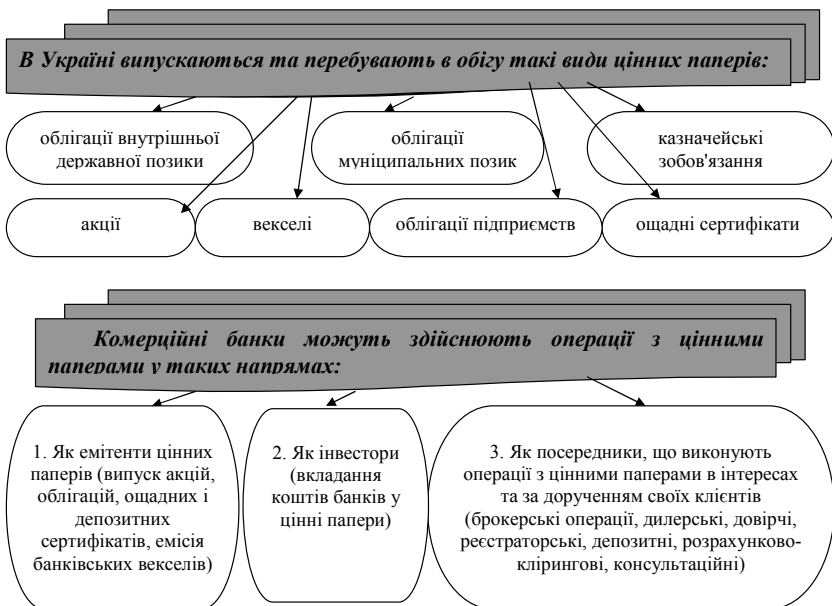 В Україні випускаються та перебувають в обігу такі види цінних паперів:
облігації внутрішньої
державної позики
облігації
муніципальних позик
казначейські
зобов'язання
акції
векселі
облігації підприємств
ощадні сертифікати
Комерційні банки можуть здійснюють операції з цінними
паперами у таких напрямах:
1. Як емітенти цінних
паперів (випуск акцій,
облігацій, ощадних і
депозитних
сертифікатів, емісія
банківських векселів)
2. Як інвестори
(вкладання
коштів банків у
цінні папери)
3. Як посередники, що виконують
операції з цінними паперами в інтересах
та за дорученням своїх клієнтів
(брокерські операції, дилерські, довірчі,
реєстраторські, депозитні, розрахунково-
клірингові, консультаційні)